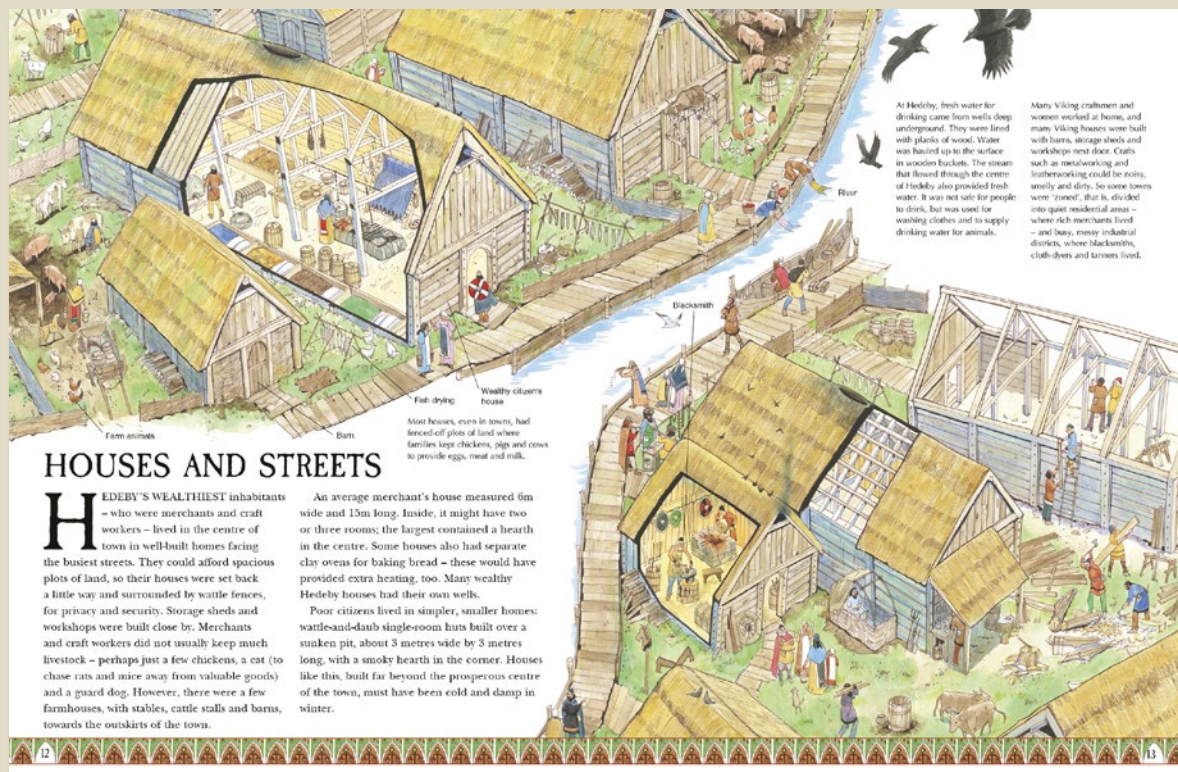 At Hedeby, fresh water for
drinking came from wells deep
underground. They were lined
with planks of wood. Water
was hauled up to the surface
in wooden buckets. The stream
that flowed through the centre
of Hedeby also provided fresh
water. It was not safe for people
to drink, but was used for
washing clothes and to supply
drinking water for animals.
Many Viking craftsmen and
women worked at home, and
many Viking houses were built
with barns, storage sheds and
workshops next door. Crafts
such as metalworking and
leatherworking could be noisy,
smelly and dirty. So some towns
were ‘zoned’, that is, divided
into quiet residential areas –
where rich merchants lived
– and busy, messy industrial
districts, where blacksmiths,
cloth-dyers and tanners lived.
River
Blacksmith
Wealthy citizen's
house
Fish drying
Barn
Farm animals
Most houses, even in towns, had
fenced-off plots of land where
families kept chickens, pigs and cows
to provide eggs, meat and milk.
HOUSES AND STREETS
HEDEBY'S WEALTHIEST inhabitants
– who were merchants and craft
workers – lived in the centre of
town in well-built homes facing
the busiest streets. They could afford spacious
plots of land, so their houses were set back
a little way and surrounded by wattle fences,
for privacy and security. Storage sheds and
workshops were built close by. Merchants
and craft workers did not usually keep much
livestock – perhaps just a few chickens, a cat (to
chase rats and mice away from valuable goods)
and a guard dog. However, there were a few
farmhouses, with stables, cattle stalls and barns,
towards the outskirts of the town.
An average merchant's house measured 6m
wide and 15m long. Inside, it might have two
or three rooms; the largest contained a hearth
in the centre. Some houses also had separate
clay ovens for baking bread – these would have
provided extra heating, too. Many wealthy
Hedeby houses had their own wells.
Poor citizens lived in simpler, smaller homes:
wattle-and-daub single-room huts built over a
sunken pit, about 3 metres wide by 3 metres
long, with a smoky hearth in the corner. Houses
like this, built far beyond the prosperous centre
of the town, must have been cold and damp in
winter.
12
13